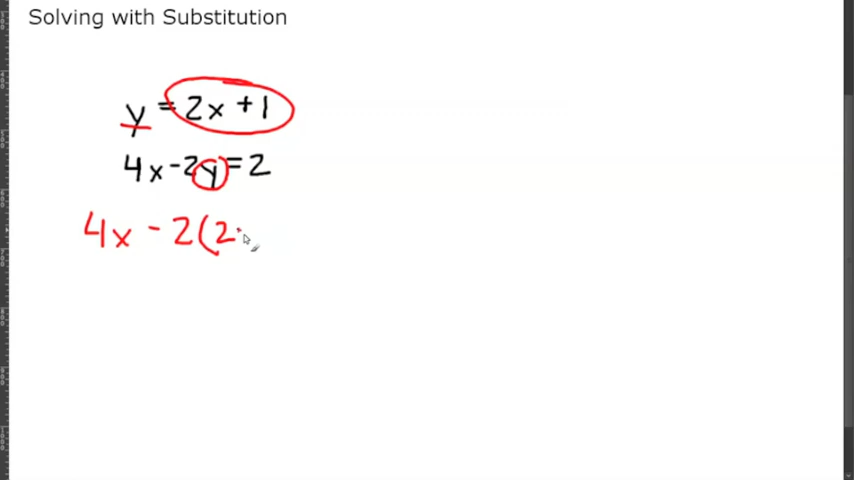 Solving with Substitution
y = 2x + 1
4x - 2y = 2
4x - 2(2